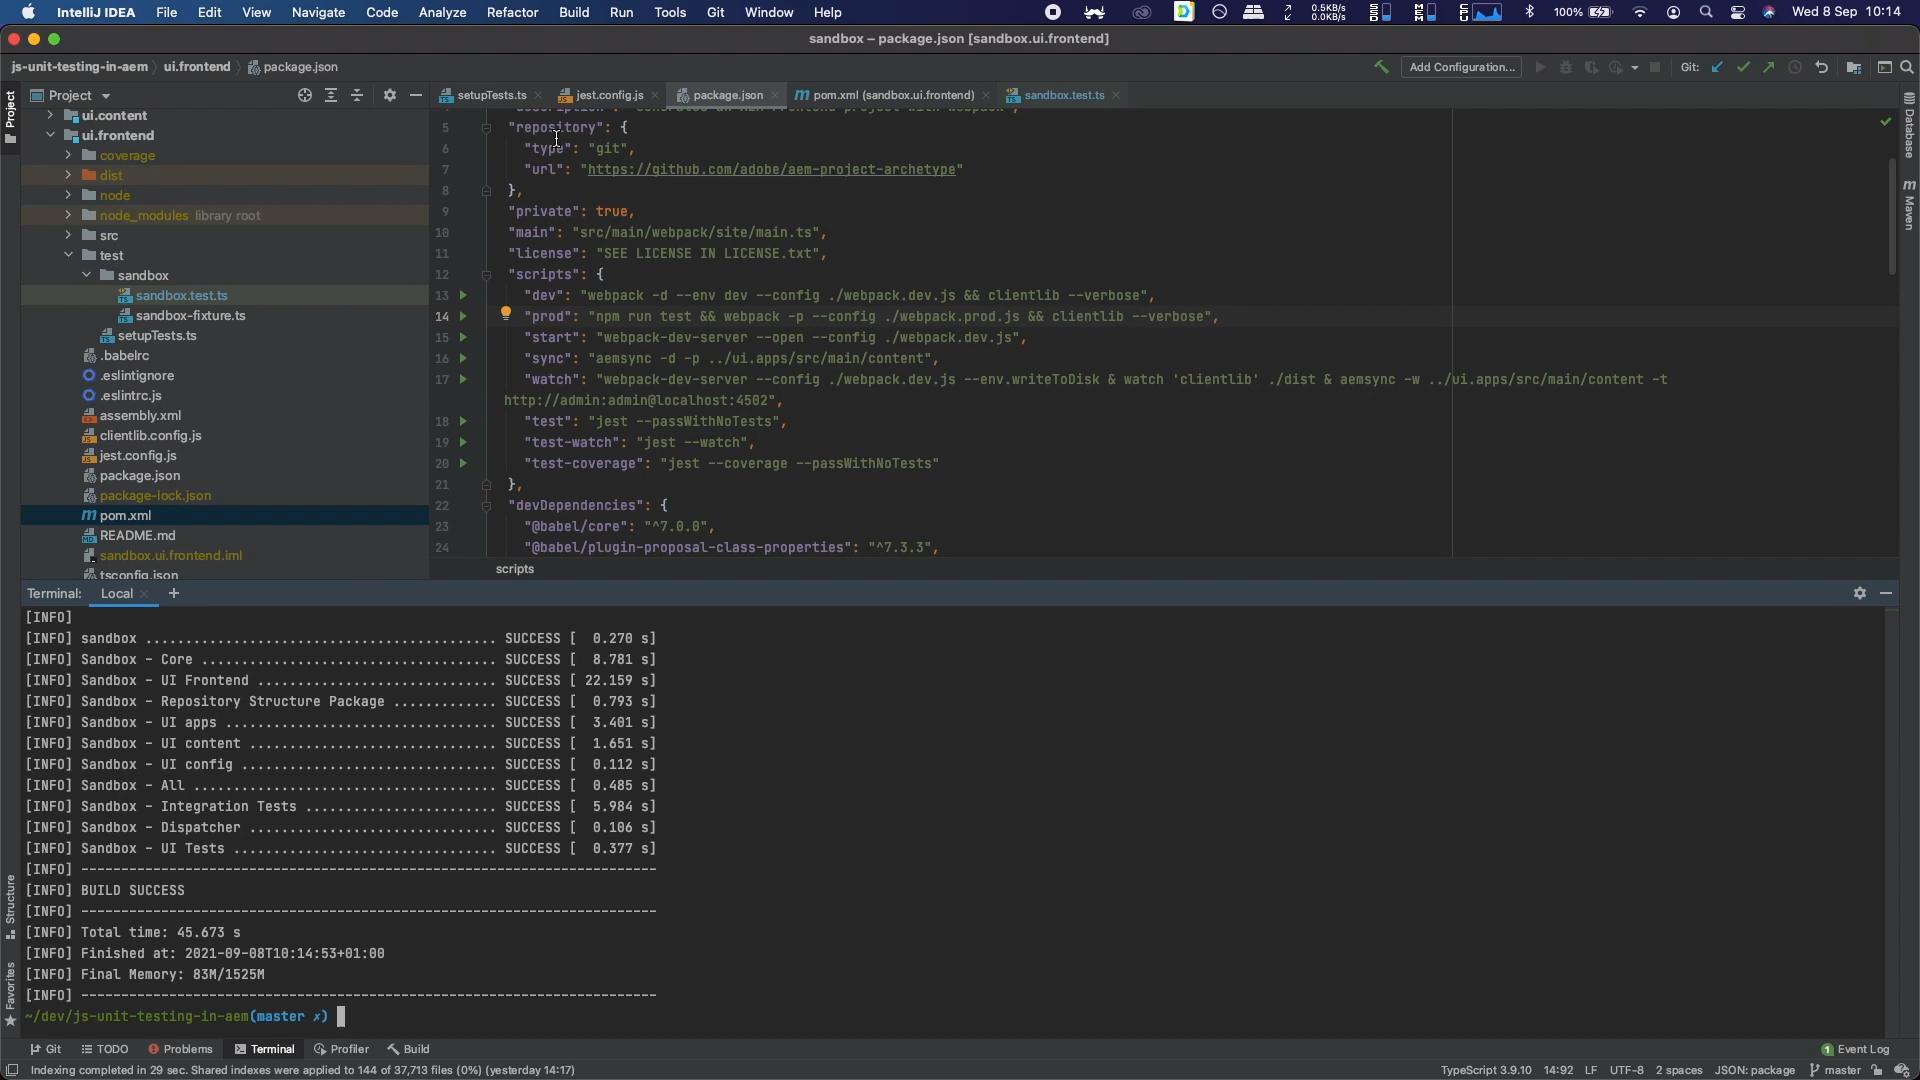 IntelliJ IDEA File Edit View Navigate Code Analyze Refactor Build Run Tools Git Window Help 0.5KB/s 0.0KB/s SSD MEM CPU 100% Wed 8 Sep 10:14
sandbox – package.json [sandbox.ui.frontend]
js-unit-testing-in-aem ui.frontend package.json Add Configuration... Git:
Project
Project
setupTests.ts jest.config.js package.json pom.xml (sandbox.ui.frontend) sandbox.test.ts
ui.content
ui.frontend
coverage
dist
node
node_modules library root
src
test
sandbox
sandbox.test.ts
sandbox-fixture.ts
setupTests.ts
.babelrc
.eslintignore
.eslintrc.js
assembly.xml
clientlib.config.js
jest.config.js
package.json
package-lock.json
pom.xml
README.md
sandbox.ui.frontend.iml
tsconfig.json
5 "repository": {
6 "type": "git",
7 "url": "https://github.com/adobe/aem-project-archetype"
8 },
9 "private": true,
10 "main": "src/main/webpack/site/main.ts",
11 "license": "SEE LICENSE IN LICENSE.txt",
12 "scripts": {
13 "dev": "webpack -d --env dev --config ./webpack.dev.js && clientlib --verbose",
14 "prod": "npm run test && webpack -p --config ./webpack.prod.js && clientlib --verbose",
15 "start": "webpack-dev-server --open --config ./webpack.dev.js",
16 "sync": "aemsync -d -p ../ui.apps/src/main/content",
17 "watch": "webpack-dev-server --config ./webpack.dev.js --env.writeToDisk & watch 'clientlib' ./dist & aemsync -w ../ui.apps/src/main/content -t
http://admin:admin@localhost:4502",
18 "test": "jest --passWithNoTests",
19 "test-watch": "jest --watch",
20 "test-coverage": "jest --coverage --passWithNoTests"
21 },
22 "devDependencies": {
23 "@babel/core": "^7.0.0",
24 "@babel/plugin-proposal-class-properties": "^7.3.3",
scripts
Database
Maven
Terminal: Local
[INFO]
[INFO] sandbox ............................................ SUCCESS [  0.270 s]
[INFO] Sandbox - Core ..................................... SUCCESS [  8.781 s]
[INFO] Sandbox - UI Frontend .............................. SUCCESS [ 22.159 s]
[INFO] Sandbox - Repository Structure Package ............. SUCCESS [  0.793 s]
[INFO] Sandbox - UI apps .................................. SUCCESS [  3.401 s]
[INFO] Sandbox - UI content ............................... SUCCESS [  1.651 s]
[INFO] Sandbox - UI config ................................ SUCCESS [  0.112 s]
[INFO] Sandbox - All ...................................... SUCCESS [  0.485 s]
[INFO] Sandbox - Integration Tests ........................ SUCCESS [  5.984 s]
[INFO] Sandbox - Dispatcher ............................... SUCCESS [  0.106 s]
[INFO] Sandbox - UI Tests ................................. SUCCESS [  0.377 s]
[INFO] ------------------------------------------------------------------------
[INFO] BUILD SUCCESS
[INFO] ------------------------------------------------------------------------
[INFO] Total time: 45.673 s
[INFO] Finished at: 2021-09-08T10:14:53+01:00
[INFO] Final Memory: 83M/1525M
[INFO] ------------------------------------------------------------------------
~/dev/js-unit-testing-in-aem(master ✗)
Structure
Favorites
Git TODO Problems Terminal Profiler Build 1 Event Log
Indexing completed in 29 sec. Shared indexes were applied to 144 of 37,713 files (0%) (yesterday 14:17) TypeScript 3.9.10 14:92 LF UTF-8 2 spaces JSON: package master